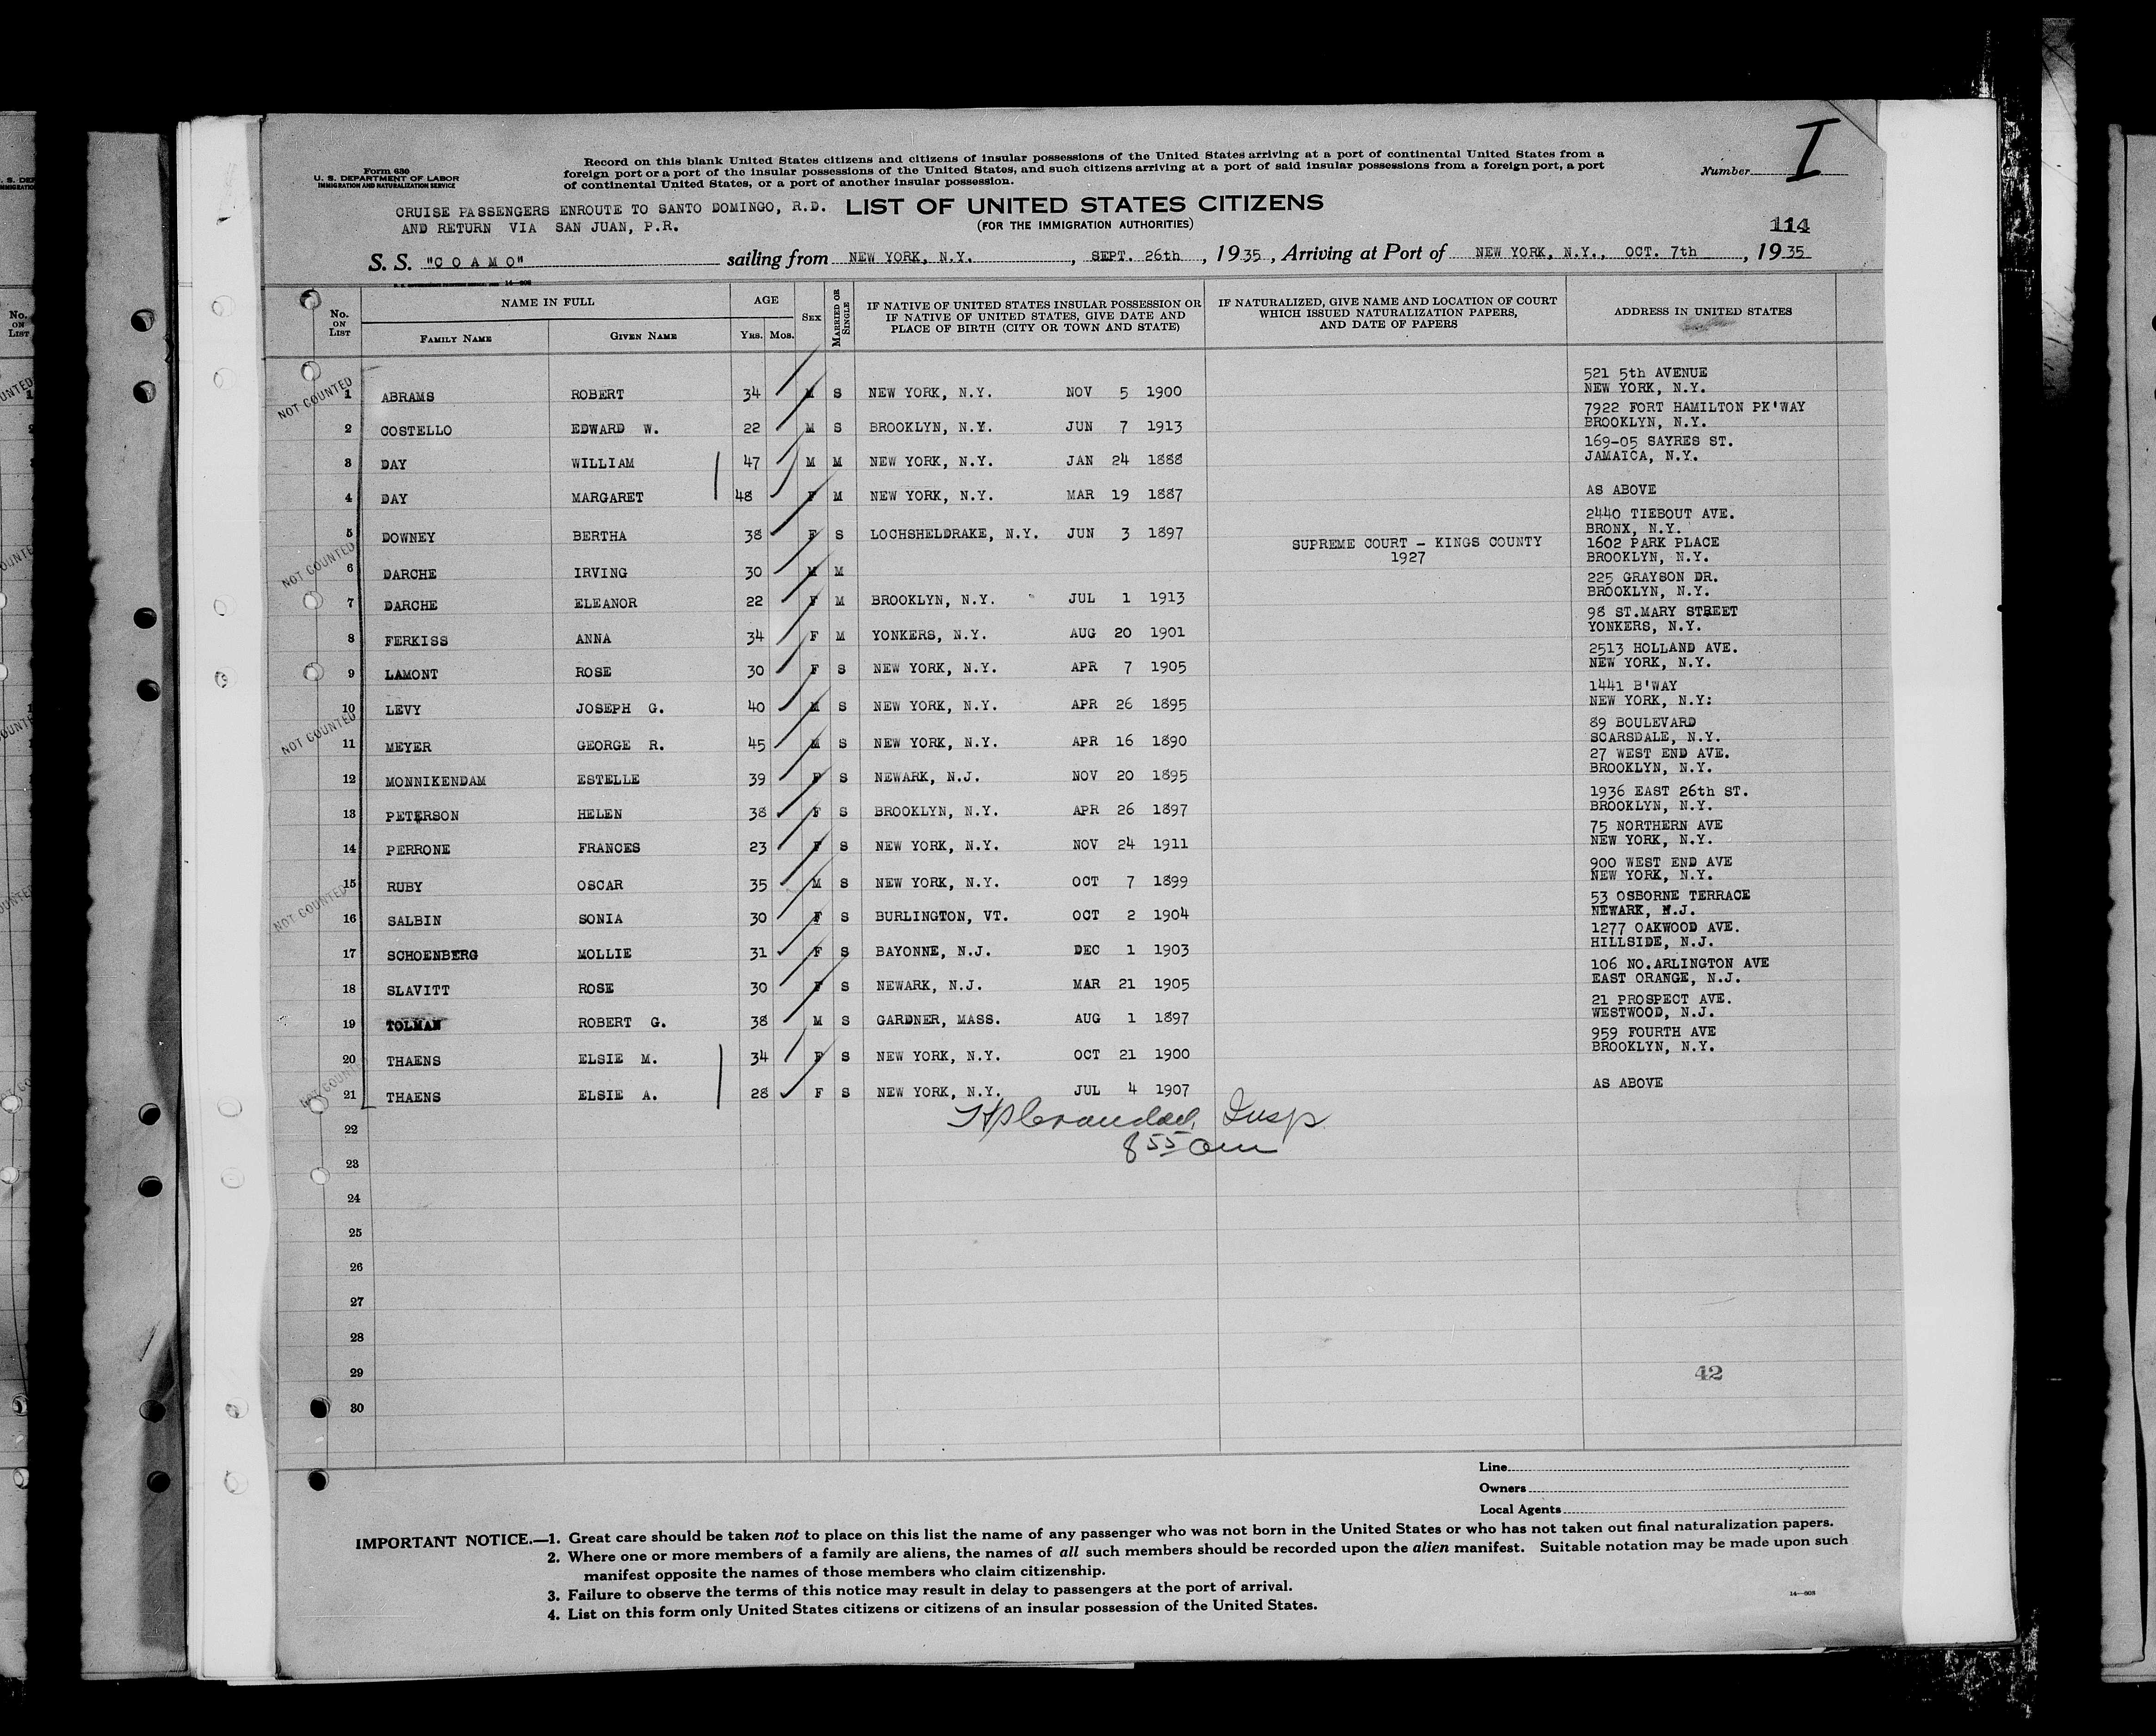 Form 630
U. S. DEPARTMENT OF LABOR
IMMIGRATION AND NATURALIZATION SERVICE
Record on this blank United States citizens and citizens of insular possessions of the United States arriving at a port of continental United States from a
foreign port or a port of the insular possessions of the United States, and such citizens arriving at a port of said insular possessions from a foreign port, a port
of continental United States, or a port of another insular possession.
Number I
CRUISE PASSENGERS ENROUTE TO SANTO DOMINGO, R.D.
AND RETURN VIA SAN JUAN, P.R.
LIST OF UNITED STATES CITIZENS
(FOR THE IMMIGRATION AUTHORITIES)
114
S. S. "C O A M O" sailing from NEW YORK, N.Y. , SEPT. 26th , 1935 , Arriving at Port of NEW YORK, N.Y., OCT. 7th , 1935
No. ON LIST
NAME IN FULL
FAMILY NAME GIVEN NAME
AGE
YRS. MOS.
SEX
MARRIED OR SINGLE
IF NATIVE OF UNITED STATES INSULAR POSSESSION OR
IF NATIVE OF UNITED STATES, GIVE DATE AND
PLACE OF BIRTH (CITY OR TOWN AND STATE)
IF NATURALIZED, GIVE NAME AND LOCATION OF COURT
WHICH ISSUED NATURALIZATION PAPERS,
AND DATE OF PAPERS
ADDRESS IN UNITED STATES
NOT COUNTED
1 ABRAMS ROBERT 34 M S NEW YORK, N.Y. NOV 5 1900 521 5th AVENUE
NEW YORK, N.Y.
2 COSTELLO EDWARD W. 22 M S BROOKLYN, N.Y. JUN 7 1913 7922 FORT HAMILTON PK'WAY
BROOKLYN, N.Y.
3 DAY WILLIAM 47 M M NEW YORK, N.Y. JAN 24 1888 169-05 SAYRES ST.
JAMAICA, N.Y.
4 DAY MARGARET 48 F M NEW YORK, N.Y. MAR 19 1887 AS ABOVE
5 DOWNEY BERTHA 38 F S LOCHSHELDRAKE, N.Y. JUN 3 1897 2440 TIEBOUT AVE.
BRONX, N.Y.
NOT COUNTED
6 DARCHE IRVING 30 M M SUPREME COURT - KINGS COUNTY
1927
1602 PARK PLACE
BROOKLYN, N.Y.
7 DARCHE ELEANOR 22 F M BROOKLYN, N.Y. JUL 1 1913 225 GRAYSON DR.
BROOKLYN, N.Y.
8 FERKISS ANNA 34 F M YONKERS, N.Y. AUG 20 1901 98 ST.MARY STREET
YONKERS, N.Y.
9 LAMONT ROSE 30 F S NEW YORK, N.Y. APR 7 1905 2513 HOLLAND AVE.
NEW YORK, N.Y.
10 LEVY JOSEPH G. 40 M S NEW YORK, N.Y. APR 26 1895 1441 B'WAY
NEW YORK, N.Y:
NOT COUNTED
11 MEYER GEORGE R. 45 M S NEW YORK, N.Y. APR 16 1890 89 BOULEVARD
SCARSDALE, N.Y.
12 MONNIKENDAM ESTELLE 39 F S NEWARK, N.J. NOV 20 1895 27 WEST END AVE.
BROOKLYN, N.Y.
13 PETERSON HELEN 38 F S BROOKLYN, N.Y. APR 26 1897 1936 EAST 26th ST.
BROOKLYN, N.Y.
14 PERRONE FRANCES 23 F S NEW YORK, N.Y. NOV 24 1911 75 NORTHERN AVE
NEW YORK, N.Y.
15 RUBY OSCAR 35 M S NEW YORK, N.Y. OCT 7 1899 900 WEST END AVE
NEW YORK, N.Y.
NOT COUNTED
16 SALBIN SONIA 30 F S BURLINGTON, VT. OCT 2 1904 53 OSBORNE TERRACE
NEWARK, N.J.
17 SCHOENBERG MOLLIE 31 F S BAYONNE, N.J. DEC 1 1903 1277 OAKWOOD AVE.
HILLSIDE, N.J.
18 SLAVITT ROSE 30 F S NEWARK, N.J. MAR 21 1905 106 NO.ARLINGTON AVE
EAST ORANGE, N.J.
19 TOLMAN ROBERT G. 38 M S GARDNER, MASS. AUG 1 1897 21 PROSPECT AVE.
WESTWOOD, N.J.
20 THAENS ELSIE M. 34 F S NEW YORK, N.Y. OCT 21 1900 959 FOURTH AVE
BROOKLYN, N.Y.
NOT COUNTED
21 THAENS ELSIE A. 28 F S NEW YORK, N.Y. JUL 4 1907 AS ABOVE
22 Insp
23 8 55 am
24
25
26
27
28
29 42
30
Line
Owners
Local Agents
IMPORTANT NOTICE.—1. Great care should be taken not to place on this list the name of any passenger who was not born in the United States or who has not taken out final naturalization papers.
2. Where one or more members of a family are aliens, the names of all such members should be recorded upon the alien manifest. Suitable notation may be made upon such
manifest opposite the names of those members who claim citizenship.
3. Failure to observe the terms of this notice may result in delay to passengers at the port of arrival.
4. List on this form only United States citizens or citizens of an insular possession of the United States.